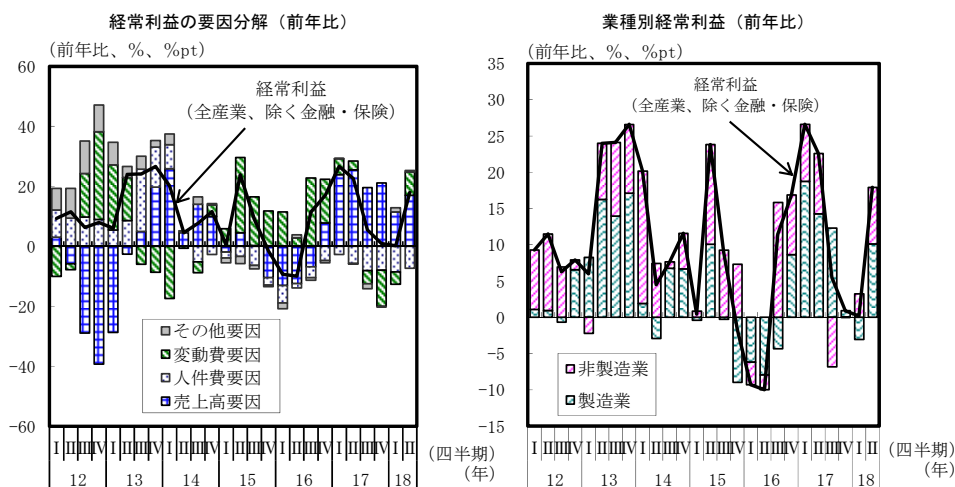 経常利益の要因分解（前年比）
（前年比、％、％pt）
60
40
20
0
−20
−40
−60
経常利益
（全産業、除く金融・保険）
その他要因
変動費要因
人件費要因
売上高要因
Ⅰ Ⅱ Ⅲ Ⅳ Ⅰ Ⅱ Ⅲ Ⅳ Ⅰ Ⅱ Ⅲ Ⅳ Ⅰ Ⅱ Ⅲ Ⅳ Ⅰ Ⅱ Ⅲ Ⅳ Ⅰ Ⅱ Ⅲ Ⅳ Ⅰ Ⅱ
（四半期）
12 13 14 15 16 17 18
（年）
業種別経常利益（前年比）
（前年比、％、％pt）
35
30
25
20
15
10
5
0
−5
−10
−15
経常利益
（全産業、除く金融・保険）
非製造業
製造業
Ⅰ Ⅱ Ⅲ Ⅳ Ⅰ Ⅱ Ⅲ Ⅳ Ⅰ Ⅱ Ⅲ Ⅳ Ⅰ Ⅱ Ⅲ Ⅳ Ⅰ Ⅱ Ⅲ Ⅳ Ⅰ Ⅱ Ⅲ Ⅳ Ⅰ Ⅱ
（四半期）
12 13 14 15 16 17 18
（年）